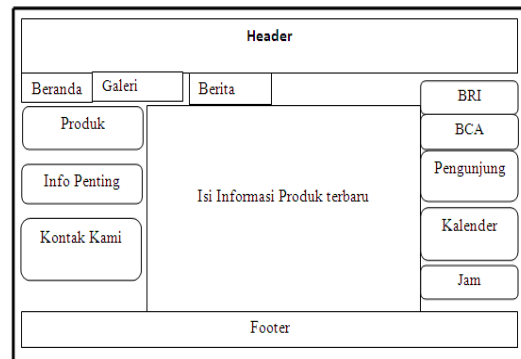 Header
Beranda
Galeri
Berita
Produk
Info Penting
Kontak Kami
Isi Informasi Produk terbaru
BRI
BCA
Pengunjung
Kalender
Jam
Footer